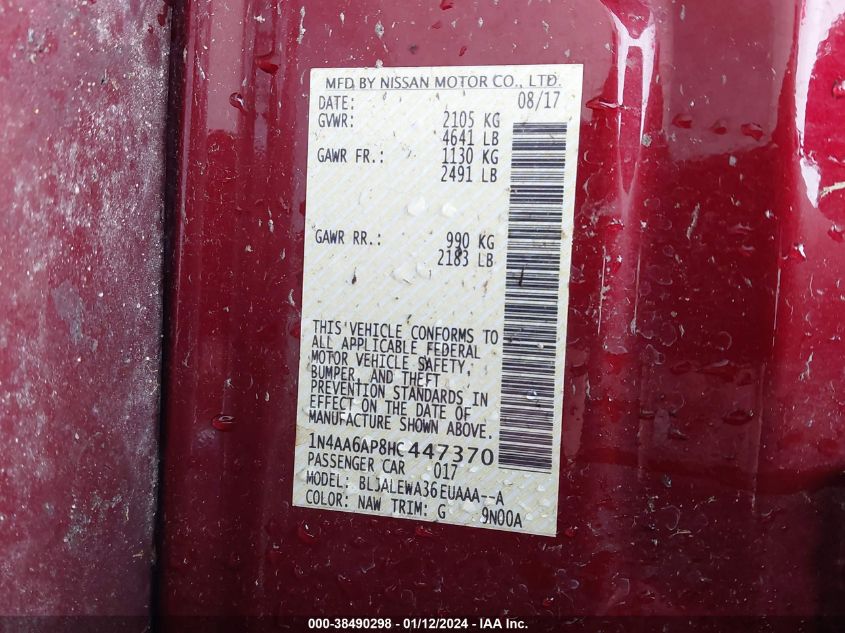 MFD BY NISSAN MOTOR CO., LTD.
DATE: 08/17
GVWR: 2105 KG
4641 LB
GAWR FR.: 1130 KG
2491 LB
GAWR RR.: 990 KG
2183 LB
THIS VEHICLE CONFORMS TO
ALL APPLICABLE FEDERAL
MOTOR VEHICLE SAFETY,
BUMPER, AND THEFT
PREVENTION STANDARDS IN
EFFECT ON THE DATE OF
MANUFACTURE SHOWN ABOVE.
1N4AA6AP8HC447370
PASSENGER CAR 017
MODEL: BLJALEWA36EUAAA--A
COLOR: NAW TRIM: G 9N00A
000-38490298 - 01/12/2024 - IAA Inc.